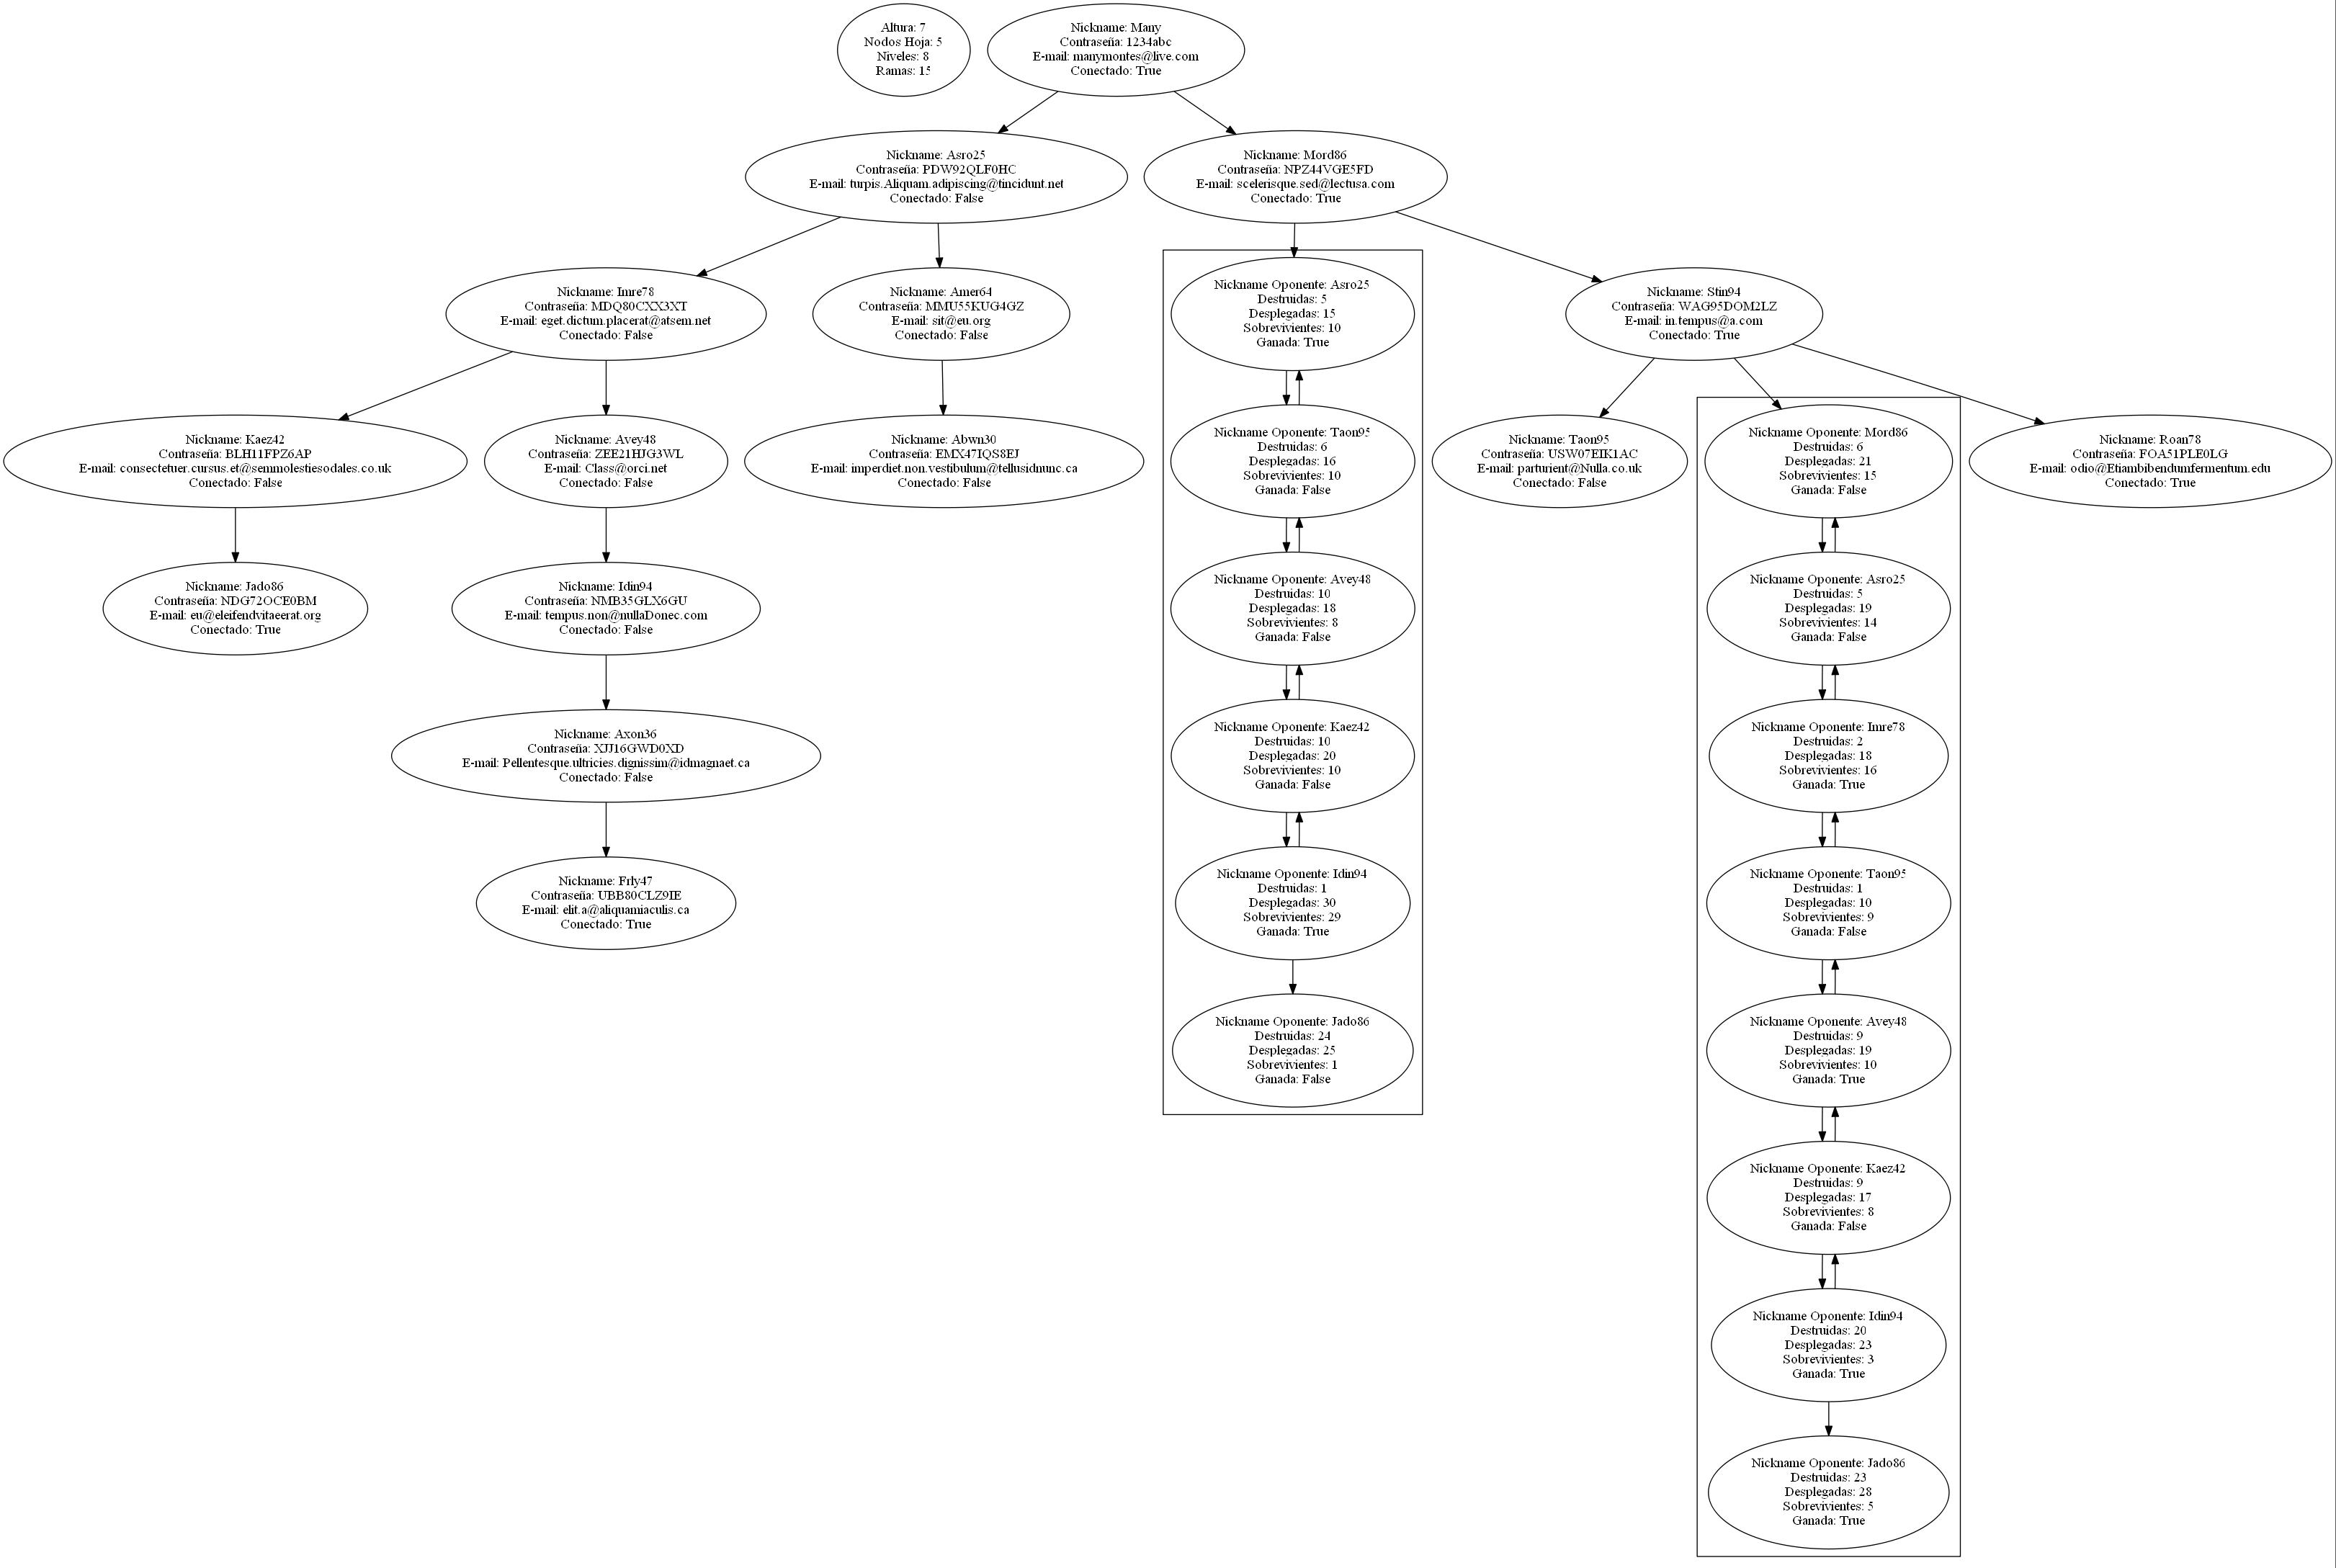 Altura: 7
Nodos Hoja: 5
Niveles: 8
Ramas: 15
Nickname: Many
Contraseña: 1234abc
E-mail: manymontes@live.com
Conectado: True
Nickname: Asro25
Contraseña: PDW92QLF0HC
E-mail: turpis.Aliquam.adipiscing@tincidunt.net
Conectado: False
Nickname: Mord86
Contraseña: NPZ44VGE5FD
E-mail: scelerisque.sed@lectusa.com
Conectado: True
Nickname: Imre78
Contraseña: MDQ80CXX3XT
E-mail: eget.dictum.placerat@atsem.net
Conectado: False
Nickname: Amer64
Contraseña: MMU55KUG4GZ
E-mail: sit@eu.org
Conectado: False
Nickname Oponente: Asro25
Destruidas: 5
Desplegadas: 15
Sobrevivientes: 10
Ganada: True
Nickname: Stin94
Contraseña: WAG95DOM2LZ
E-mail: in.tempus@a.com
Conectado: True
Nickname: Kaez42
Contraseña: BLH11FPZ6AP
E-mail: consectetuer.cursus.et@semmolestiesodales.co.uk
Conectado: False
Nickname: Avey48
Contraseña: ZEE21HJG3WL
E-mail: Class@orci.net
Conectado: False
Nickname: Abwn30
Contraseña: EMX47IQS8EJ
E-mail: imperdiet.non.vestibulum@tellusidnunc.ca
Conectado: False
Nickname Oponente: Taon95
Destruidas: 6
Desplegadas: 16
Sobrevivientes: 10
Ganada: False
Nickname: Taon95
Contraseña: USW07EIK1AC
E-mail: parturient@Nulla.co.uk
Conectado: False
Nickname Oponente: Mord86
Destruidas: 6
Desplegadas: 21
Sobrevivientes: 15
Ganada: False
Nickname: Roan78
Contraseña: FOA51PLE0LG
E-mail: odio@Etiambibendumfermentum.edu
Conectado: True
Nickname: Jado86
Contraseña: NDG72OCE0BM
E-mail: eu@eleifendvitaeerat.org
Conectado: True
Nickname: Idin94
Contraseña: NMB35GLX6GU
E-mail: tempus.non@nullaDonec.com
Conectado: False
Nickname Oponente: Avey48
Destruidas: 10
Desplegadas: 18
Sobrevivientes: 8
Ganada: False
Nickname Oponente: Asro25
Destruidas: 5
Desplegadas: 19
Sobrevivientes: 14
Ganada: False
Nickname: Axon36
Contraseña: XJJ16GWD0XD
E-mail: Pellentesque.ultricies.dignissim@idmagnaet.ca
Conectado: False
Nickname Oponente: Kaez42
Destruidas: 10
Desplegadas: 20
Sobrevivientes: 10
Ganada: False
Nickname Oponente: Imre78
Destruidas: 2
Desplegadas: 18
Sobrevivientes: 16
Ganada: True
Nickname: Frly47
Contraseña: UBB80CLZ9IE
E-mail: elit.a@aliquamiaculis.ca
Conectado: True
Nickname Oponente: Idin94
Destruidas: 1
Desplegadas: 30
Sobrevivientes: 29
Ganada: True
Nickname Oponente: Taon95
Destruidas: 1
Desplegadas: 10
Sobrevivientes: 9
Ganada: False
Nickname Oponente: Jado86
Destruidas: 24
Desplegadas: 25
Sobrevivientes: 1
Ganada: False
Nickname Oponente: Avey48
Destruidas: 9
Desplegadas: 19
Sobrevivientes: 10
Ganada: True
Nickname Oponente: Kaez42
Destruidas: 9
Desplegadas: 17
Sobrevivientes: 8
Ganada: False
Nickname Oponente: Idin94
Destruidas: 20
Desplegadas: 23
Sobrevivientes: 3
Ganada: True
Nickname Oponente: Jado86
Destruidas: 23
Desplegadas: 28
Sobrevivientes: 5
Ganada: True